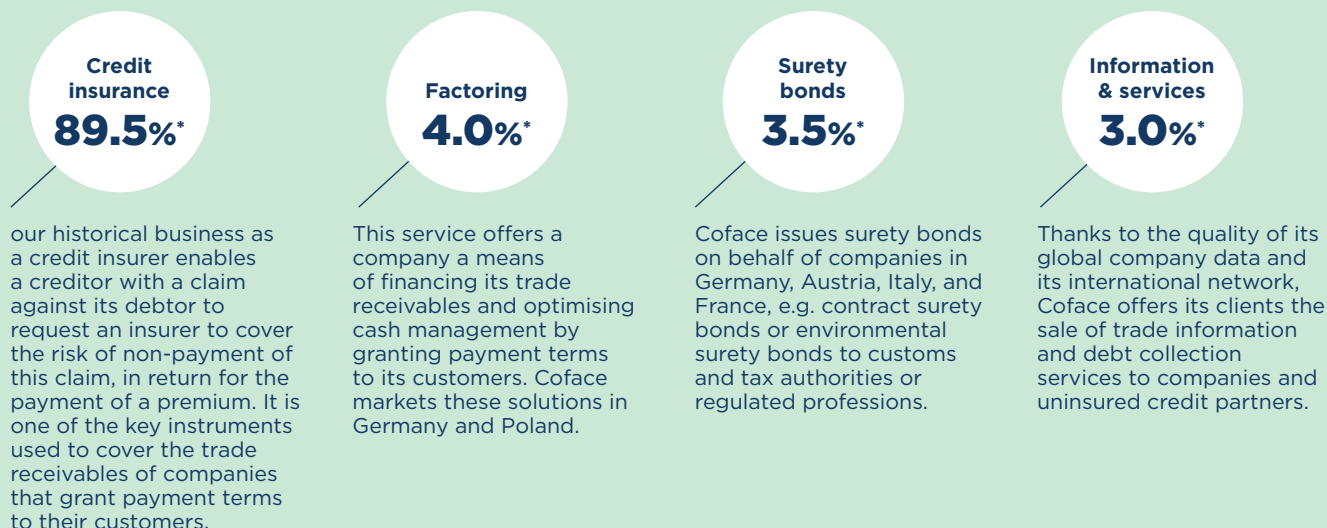 Credit
insurance
89.5%*
our historical business as
a credit insurer enables
a creditor with a claim
against its debtor to
request an insurer to cover
the risk of non-payment of
this claim, in return for the
payment of a premium. It is
one of the key instruments
used to cover the trade
receivables of companies
that grant payment terms
to their customers.
Factoring
4.0%*
This service offers a
company a means
of financing its trade
receivables and optimising
cash management by
granting payment terms
to its customers. Coface
markets these solutions in
Germany and Poland.
Surety
bonds
3.5%*
Coface issues surety bonds
on behalf of companies in
Germany, Austria, Italy, and
France, e.g. contract surety
bonds or environmental
surety bonds to customs
and tax authorities or
regulated professions.
Information
& services
3.0%*
Thanks to the quality of its
global company data and
its international network,
Coface offers its clients the
sale of trade information
and debt collection
services to companies and
uninsured credit partners.